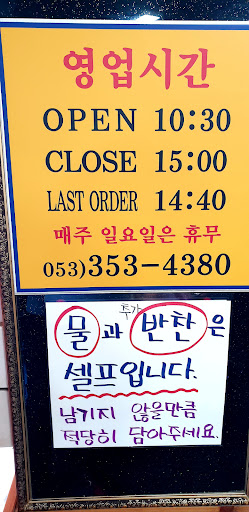 영업시간
OPEN 10:30
CLOSE 15:00
LAST ORDER 14:40
매주 일요일은 휴무
053)353-4380
추가
물과 반찬은
셀프입니다.
남기지 않을만큼
적당히 담아주세요.